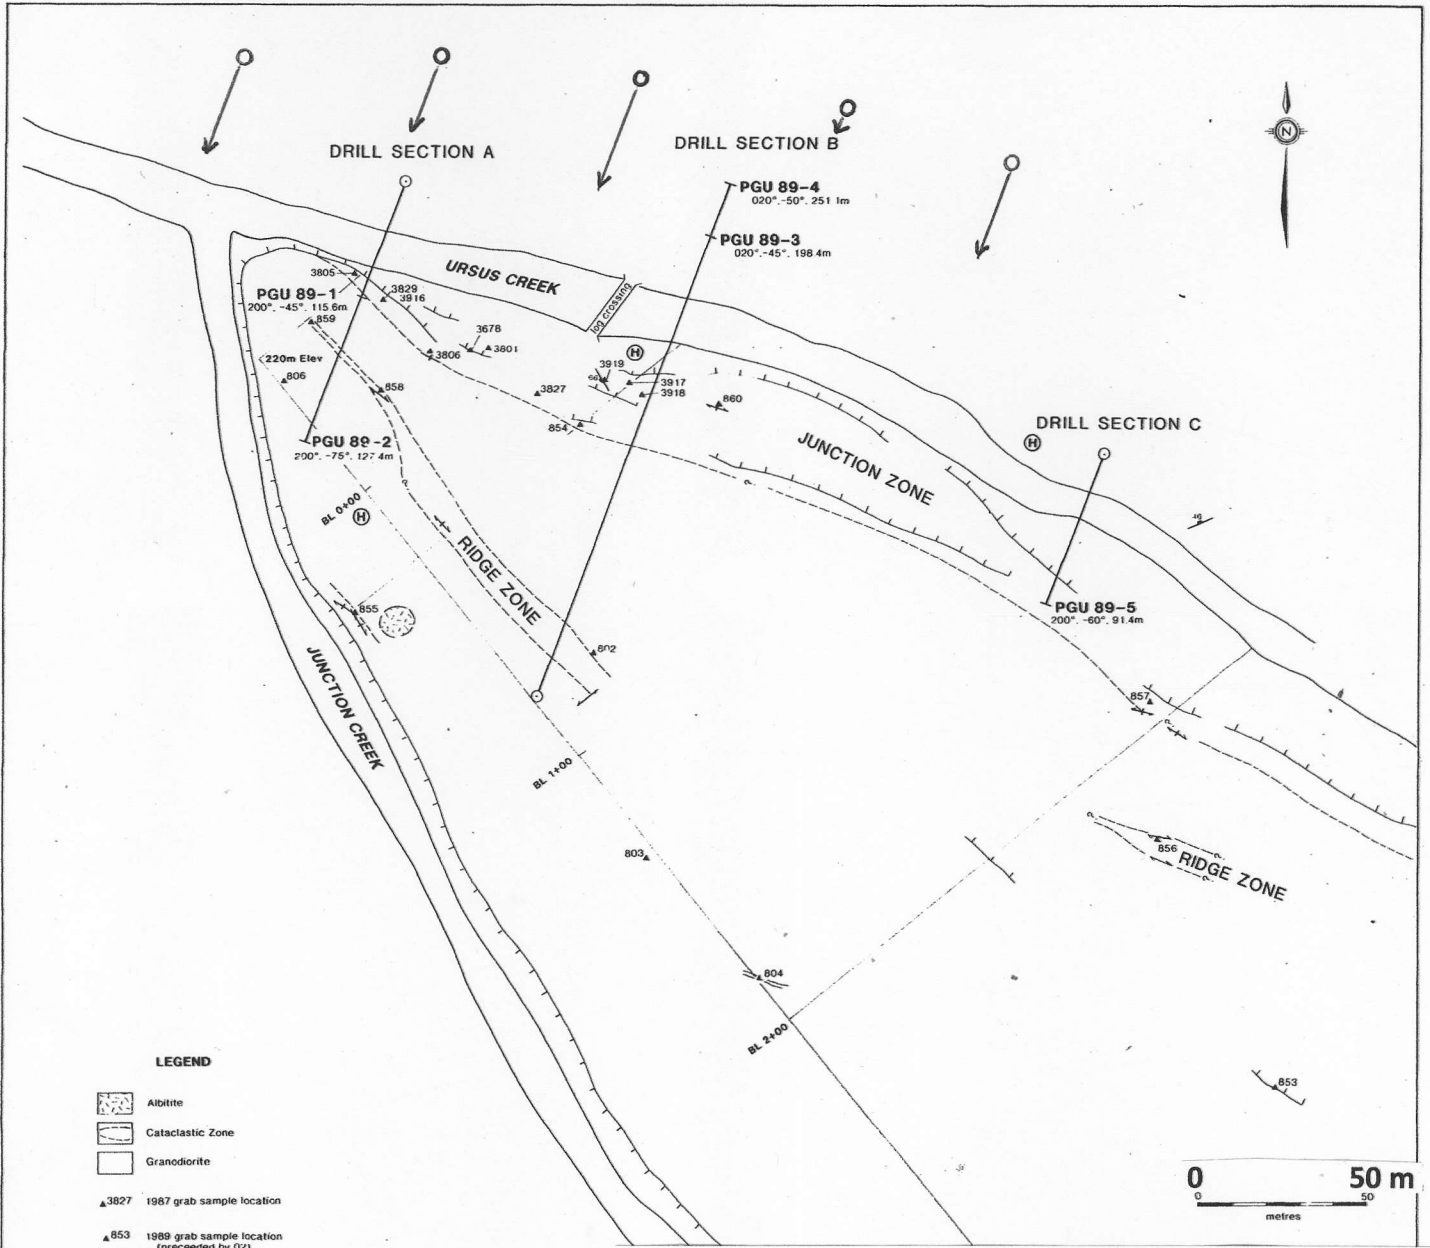 N
DRILL SECTION A
DRILL SECTION B
PGU 89-4
020°.-50°. 251 1m
PGU 89-3
020°.-45°. 198.4m
URSUS CREEK
log crossing
3805
3829
3916
PGU 89-1
200°. -45°. 115.6m
859
3678
3801
3806
220m Elev
806
858
3827
H
3919
3917
3918
860
854
JUNCTION ZONE
DRILL SECTION C
H
PGU 89-2
200°. -75°. 127.4m
BL 0+00
H
RIDGE ZONE
855
JUNCTION CREEK
802
PGU 89-5
200°. -60°. 91.4m
857
BL 1+00
803
856
RIDGE ZONE
804
BL 2+00
853
LEGEND
Albitite
Cataclastic Zone
Granodiorite
3827 1987 grab sample location
853 1989 grab sample location
(preceeded by 02)
0 50 m
0 50
metres